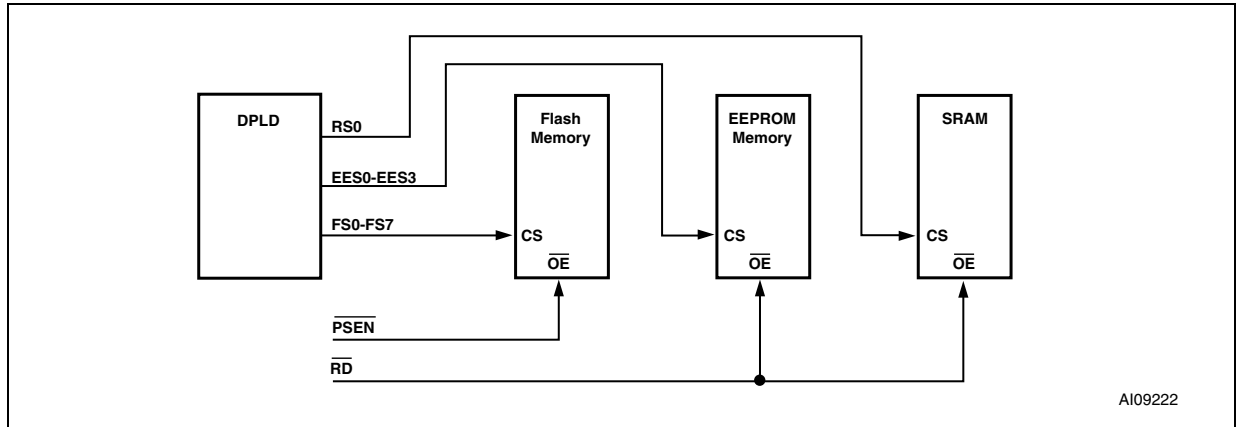 DPLD
RS0
EES0-EES3
FS0-FS7
Flash
Memory
CS
OE
EEPROM
Memory
CS
OE
SRAM
CS
OE
PSEN
RD
AI09222